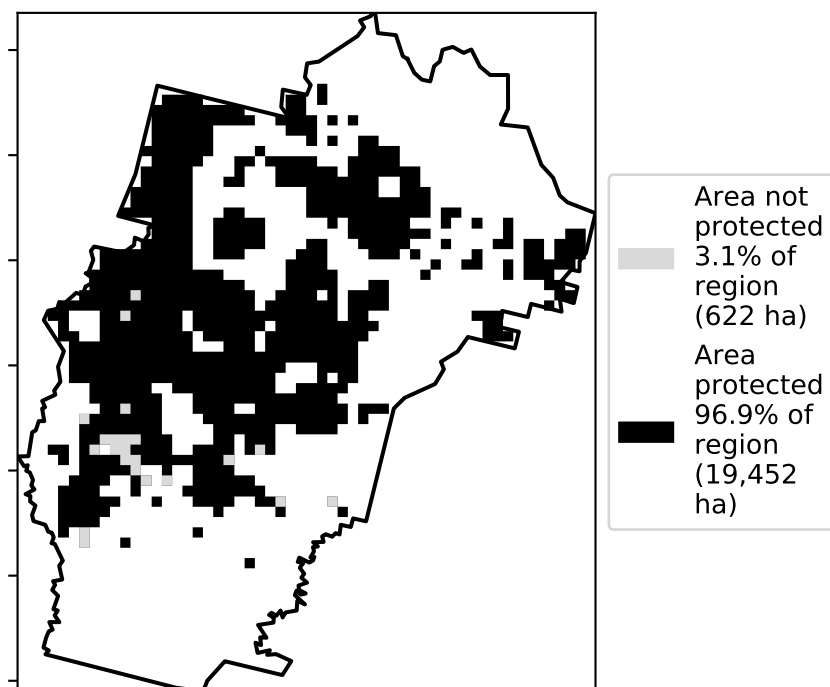 Area not
protected
3.1% of
region
(622 ha)
Area
protected
96.9% of
region
(19,452
ha)